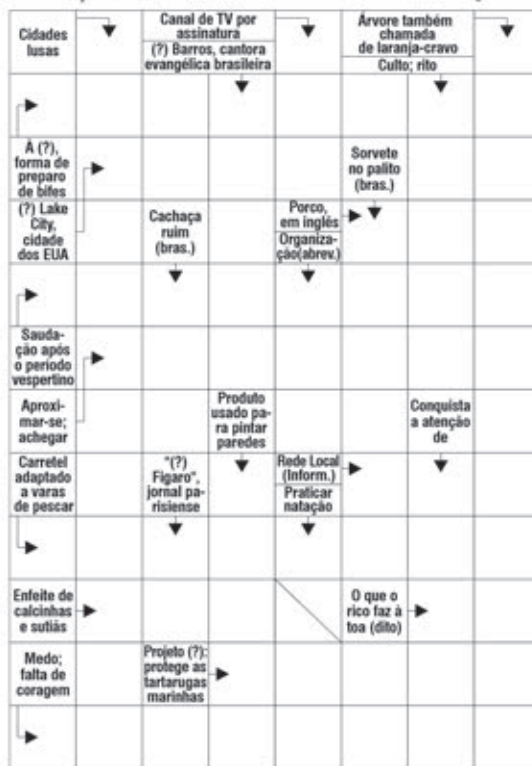 Cidades
lusas
Canal de TV por
assinatura
(?) Barros, cantora
evangélica brasileira
Árvore também
chamada
de laranja-cravo
Culto; rito
À (?),
forma de
preparo
de bifes
Sorvete
no palito
(bras.)
(?) Lake
City,
cidade
dos EUA
Cachaça
ruim
(bras.)
Porco,
em inglês
Organiza-
ção(abrev.)
Sauda-
ção após
o período
vespertino
Aproxi-
mar-se;
achegar
Produto
usado pa-
ra pintar
paredes
Conquista
a atenção
de
Carretel
adaptado
a varas
de pescar
"(?)
Figaro",
jornal pa-
risiense
Rede Local
(Inform.)
Praticar
natação
Enfeite de
calcinhas
e sutiãs
O que o
rico faz à
toa (dito)
Medo;
falta de
coragem
Projeto (?):
protege as
tartarugas
marinhas